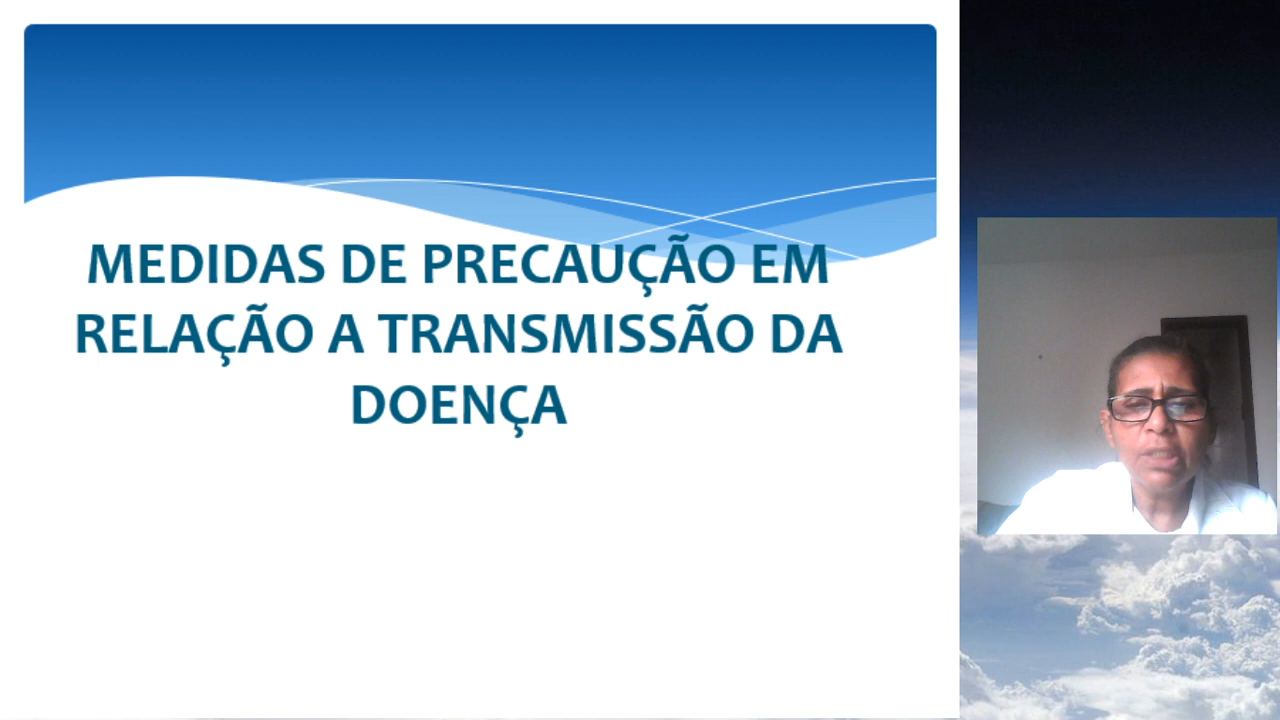 MEDIDAS DE PRECAUÇÃO EM
RELAÇÃO A TRANSMISSÃO DA
DOENÇA